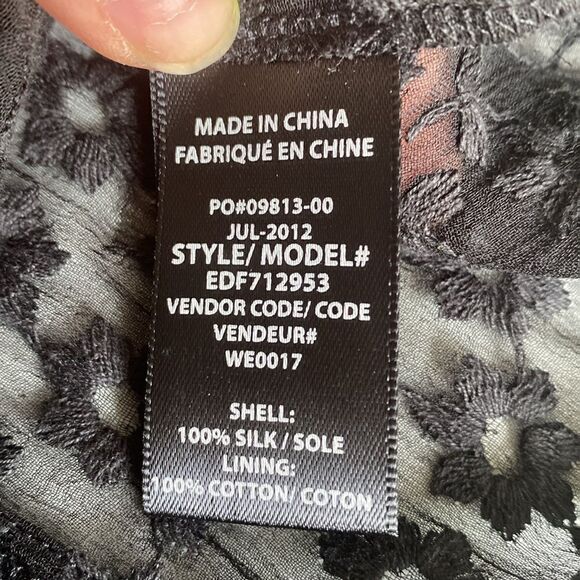 MADE IN CHINA
FABRIQUÉ EN CHINE
PO#09813-00
JUL-2012
STYLE/ MODEL#
EDF712953
VENDOR CODE/ CODE
VENDEUR#
WE0017
SHELL:
100% SILK / SOLE
LINING:
100% COTTON/ COTON